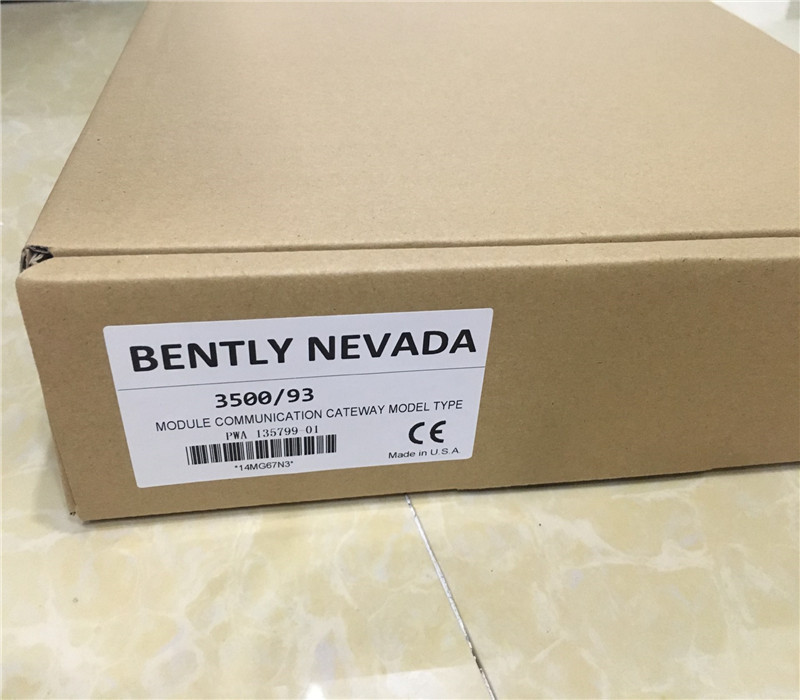 BENTLY NEVADA
3500/93
MODULE COMMUNICATION CATEWAY MODEL TYPE
PWA 135799-01
*14MG67N3*
CE
Made in U.S.A.